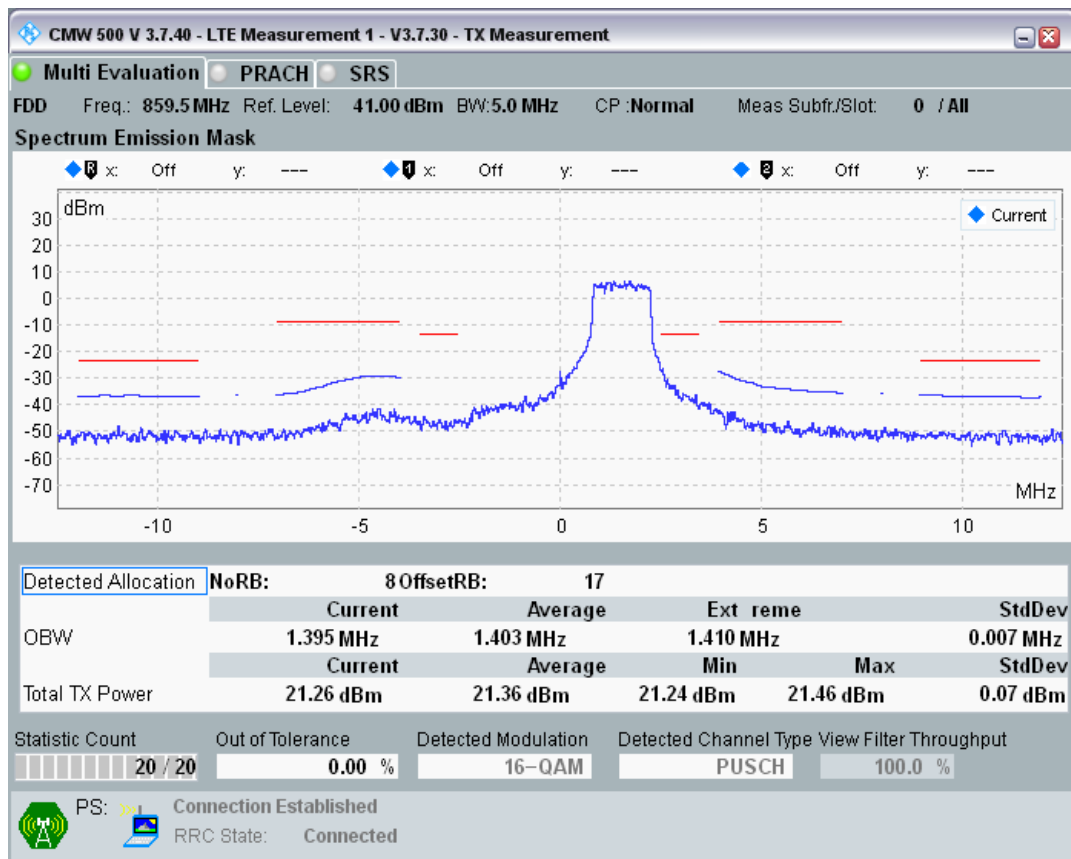 CMW 500 V 3.7.40 - LTE Measurement 1 - V3.7.30 - TX Measurement
Multi Evaluation PRACH SRS
FDD Freq.: 859.5 MHz Ref. Level: 41.00 dBm BW:5.0 MHz CP :Normal Meas Subfr./Slot: 0 / All
Spectrum Emission Mask
R x: Off y: --- 1 x: Off y: --- 2 x: Off y: ---
dBm
Current
30
20
10
0
-10
-20
-30
-40
-50
-60
-70
MHz
-10 -5 0 5 10
Detected Allocation NoRB: 8 OffsetRB: 17
Current Average Ext reme StdDev
OBW 1.395 MHz 1.403 MHz 1.410 MHz 0.007 MHz
Current Average Min Max StdDev
Total TX Power 21.26 dBm 21.36 dBm 21.24 dBm 21.46 dBm 0.07 dBm
Statistic Count Out of Tolerance Detected Modulation Detected Channel Type View Filter Throughput
20 / 20 0.00 % 16-QAM PUSCH 100.0 %
PS: Connection Established
RRC State: Connected